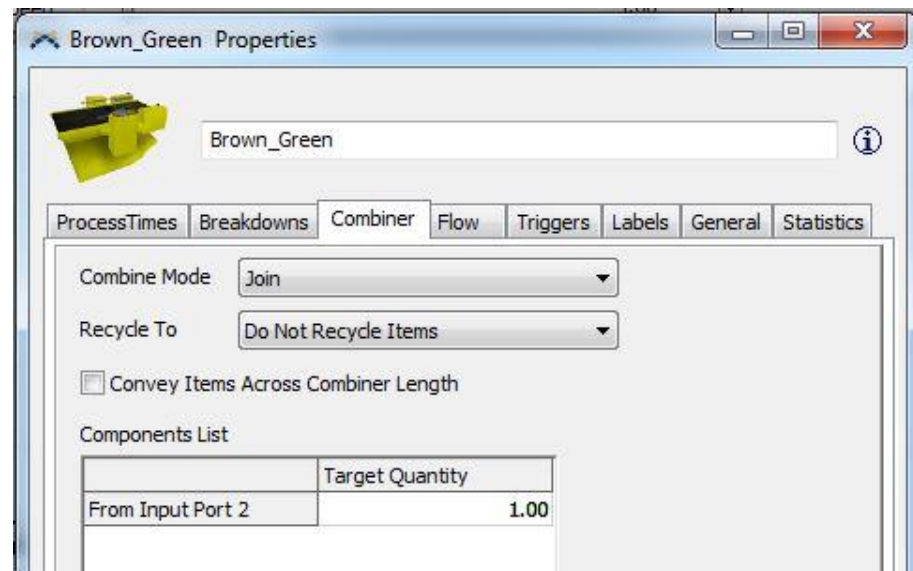 Brown_Green Properties
Brown_Green
ProcessTimes Breakdowns Combiner Flow Triggers Labels General Statistics
Combine Mode Join
Recycle To Do Not Recycle Items
Convey Items Across Combiner Length
Components List
Target Quantity
From Input Port 2 1.00